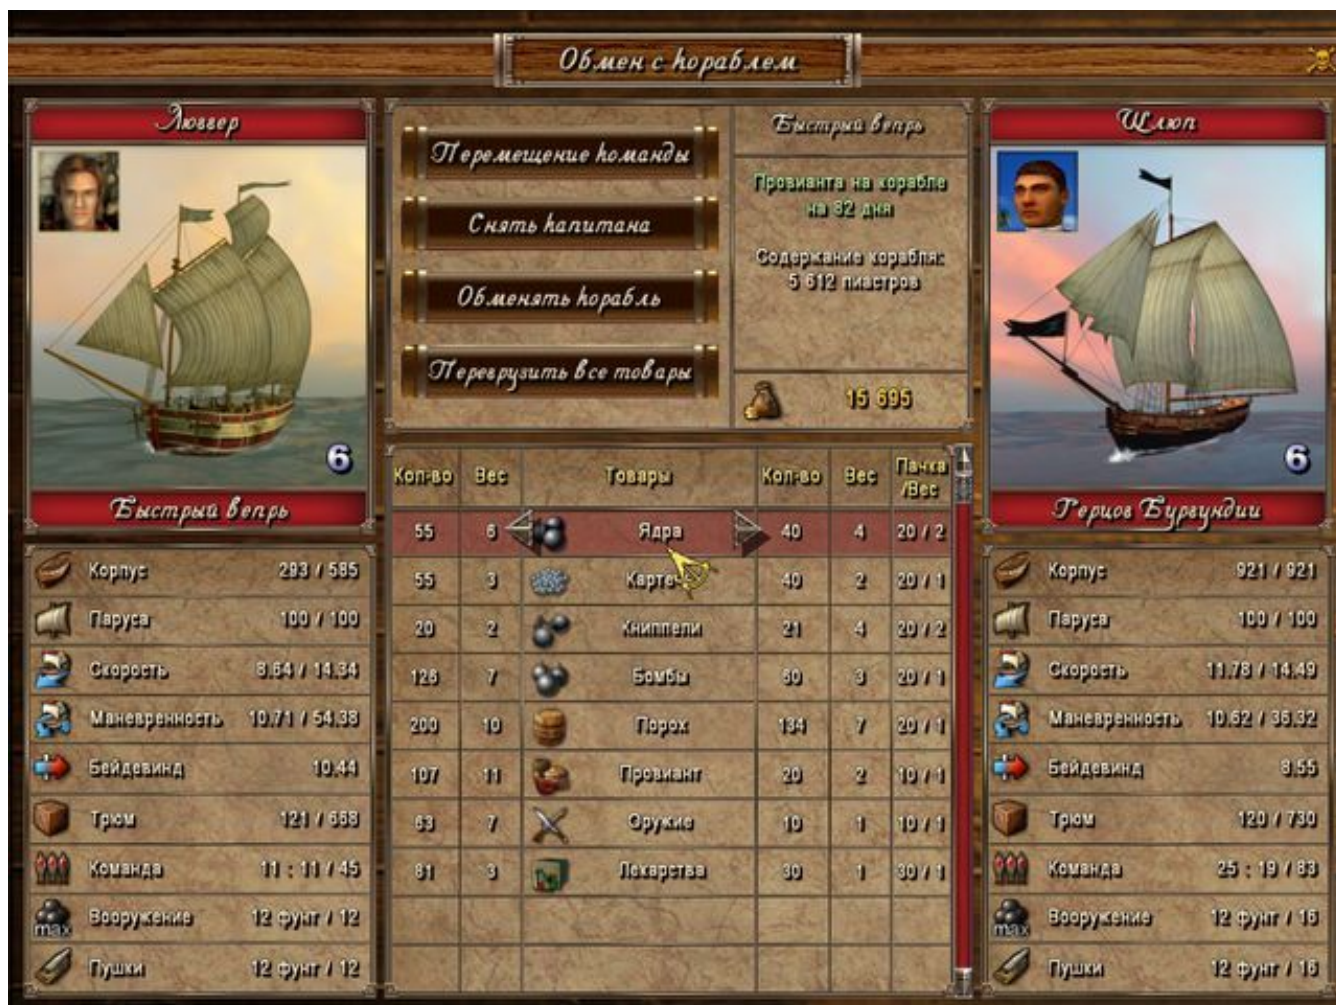 Обмен с кораблем
Люггер
6
Быстрый вепрь
Корпус 293 / 585
Паруса 100 / 100
Скорость 8.64 / 14.34
Маневренность 10.71 / 54.38
Бейдевинд 10.44
Трюм 121 / 668
Команда 11 : 11 / 45
max Вооружение 12 фунт / 12
Пушки 12 фунт / 12
Перемещение команды
Снять капитана
Обменять корабль
Перегрузить все товары
Быстрый вепрь
Провианта на корабле
на 32 дня
Содержание корабля:
5 612 пиастров
15 695
Кол-во Вес Товары Кол-во Вес Пачка
/Вес
55 6 Ядра 40 4 20 / 2
55 3 Картечь 40 2 20 / 1
20 2 Книппели 21 4 20 / 2
126 7 Бомбы 60 3 20 / 1
200 10 Порох 134 7 20 / 1
107 11 Провиант 20 2 10 / 1
63 7 Оружие 10 1 10 / 1
81 3 Лекарства 30 1 30 / 1
Шлюп
6
Герцог Бургундии
Корпус 921 / 921
Паруса 100 / 100
Скорость 11.78 / 14.49
Маневренность 10.62 / 36.32
Бейдевинд 8.55
Трюм 120 / 730
Команда 25 : 19 / 83
max Вооружение 12 фунт / 16
Пушки 12 фунт / 16